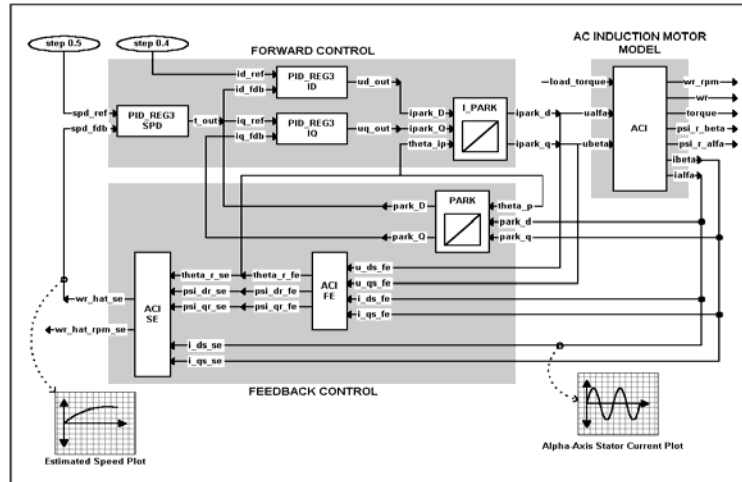 step 0.5
step 0.4
FORWARD CONTROL
AC INDUCTION MOTOR
MODEL
id_ref
id_fdb
PID_REG3
ID
ud_out
load_torque
wr_rpm
wr
torque
psi_r_beta
psi_r_alfa
ibeta
ialfa
spd_ref
spd_fdb
PID_REG3
SPD
t_out
iq_ref
iq_fdb
PID_REG3
IQ
uq_out
ipark_D
ipark_Q
theta_ip
I_PARK
ipark_d
ipark_q
ualfa
ubeta
ACI
park_D
park_Q
PARK
theta_p
park_d
park_q
wr_hat_se
wr_hat_rpm_se
ACI
SE
theta_r_se
psi_dr_se
psi_qr_se
theta_r_fe
psi_dr_fe
psi_qr_fe
ACI
FE
u_ds_fe
u_qs_fe
i_ds_fe
i_qs_fe
i_ds_se
i_qs_se
FEEDBACK CONTROL
Estimated Speed Plot
Alpha-Axis Stator Current Plot